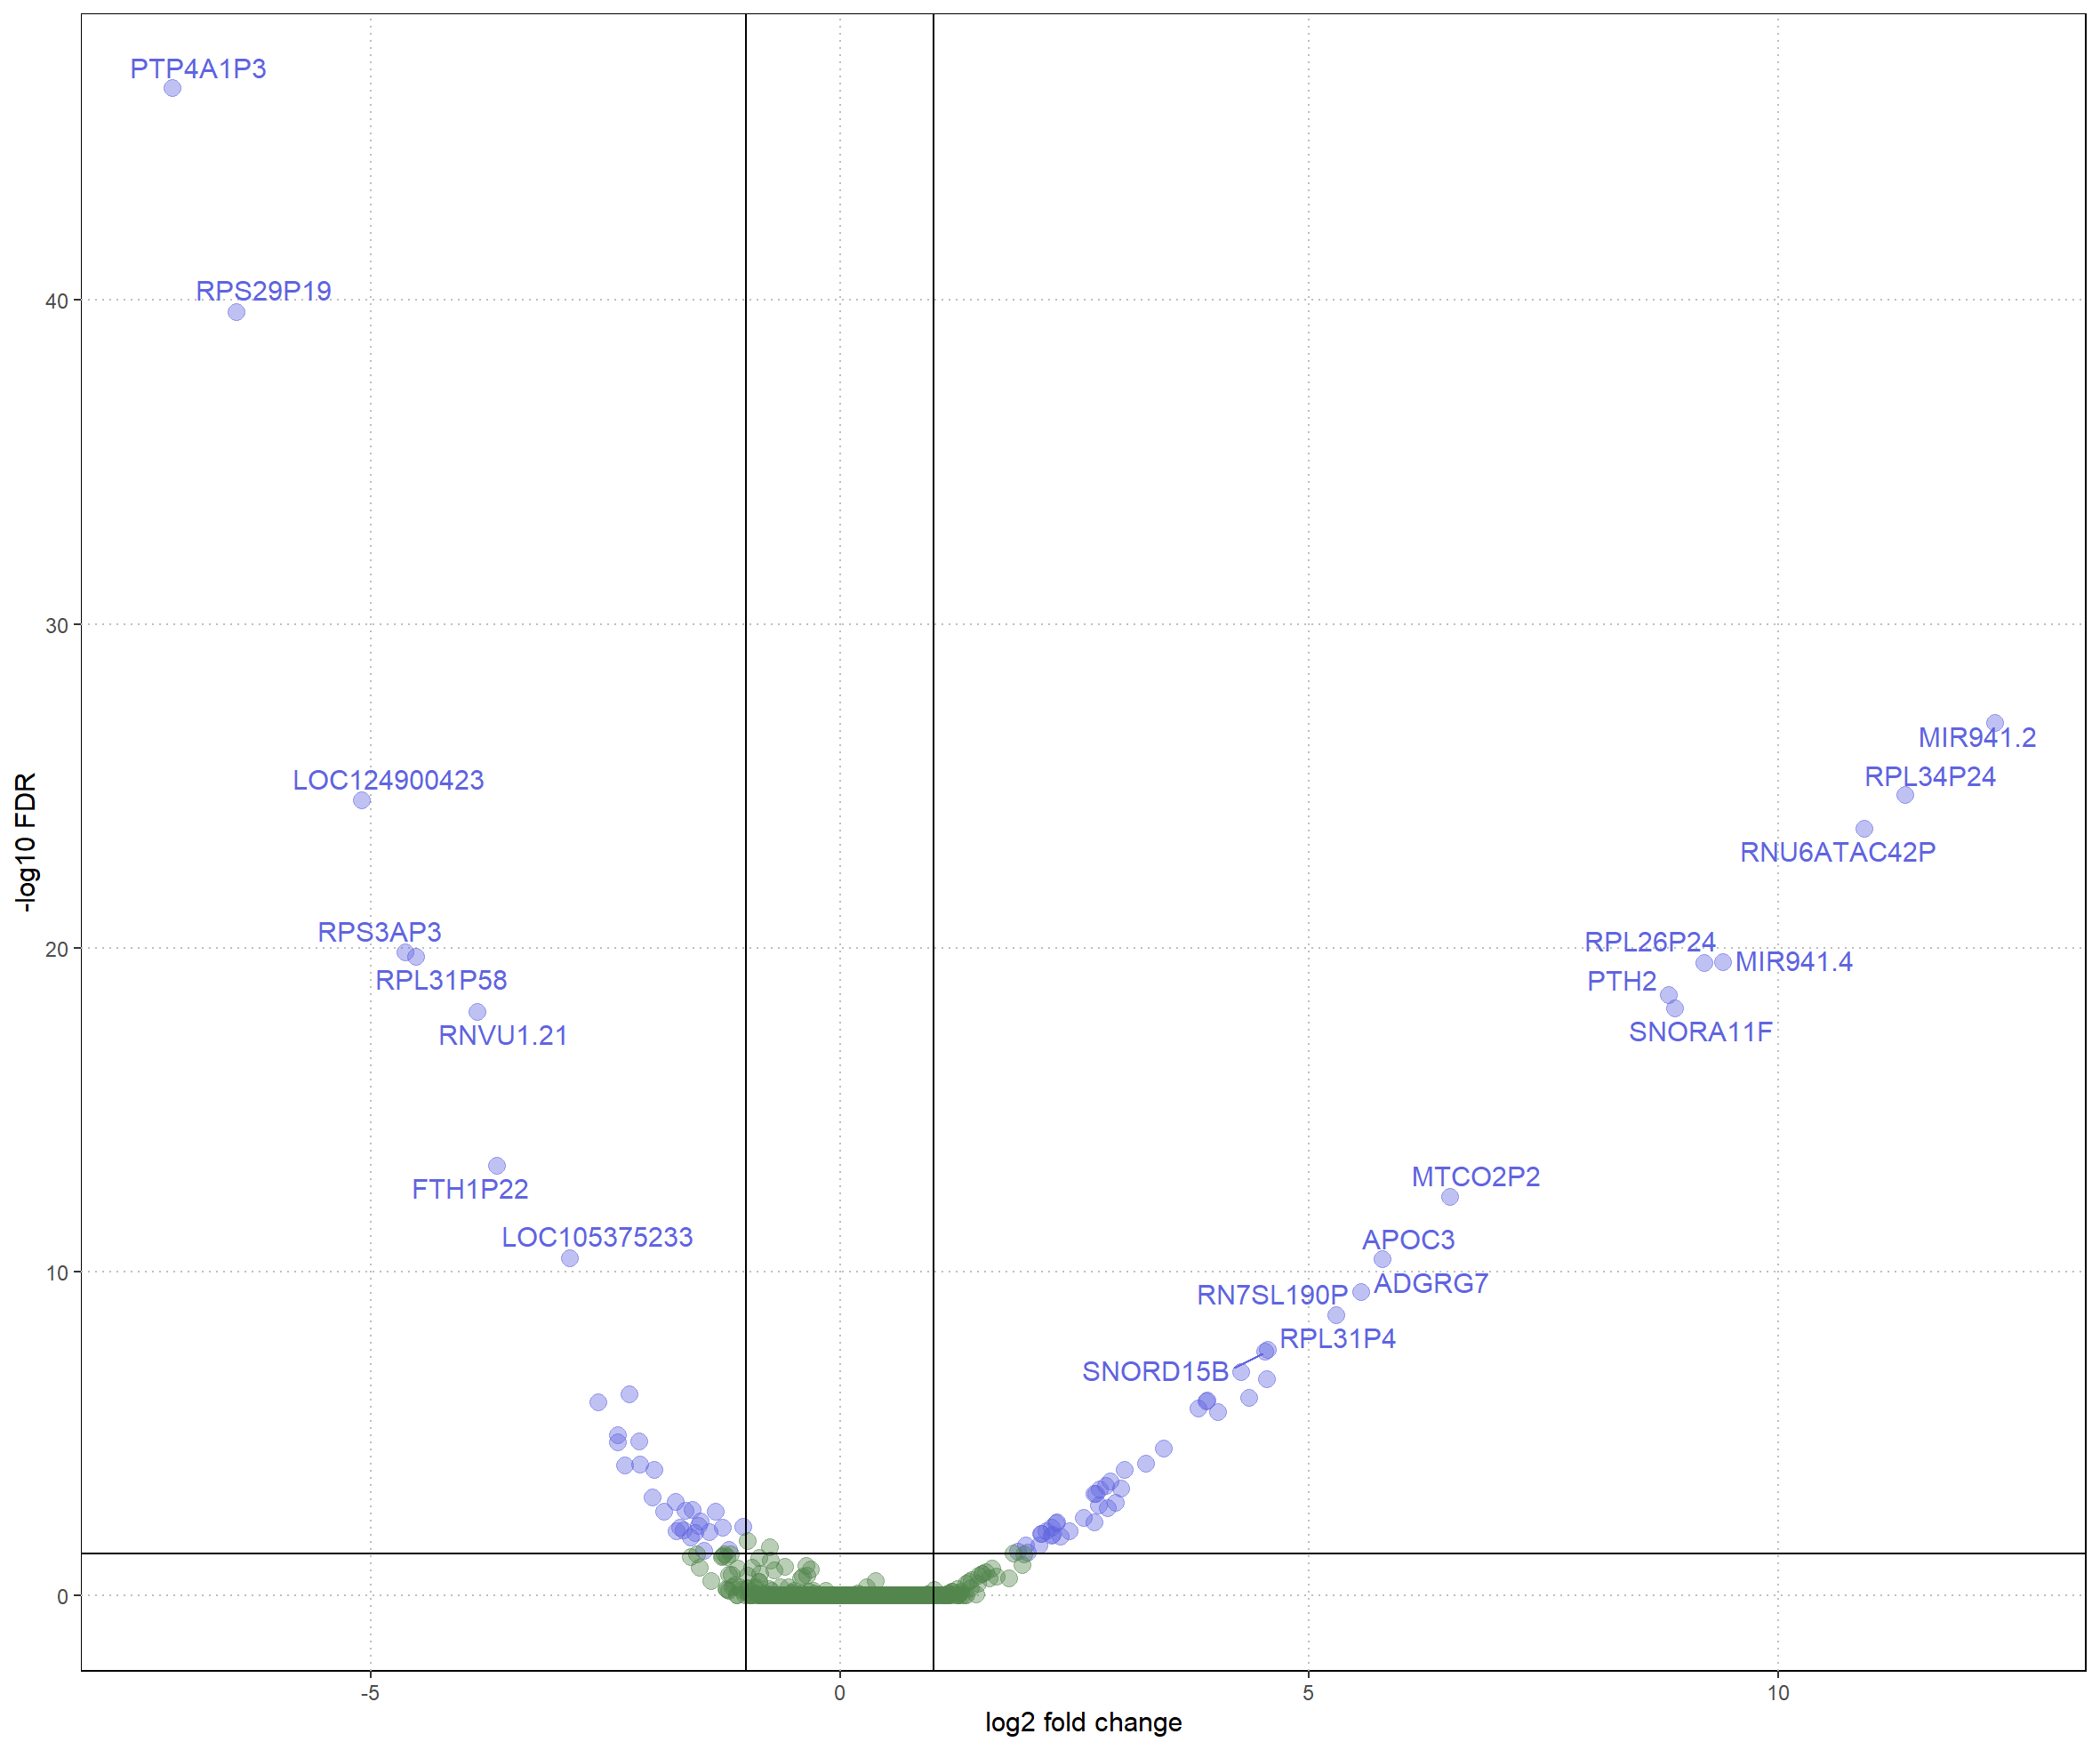 PTP4A1P3
RPS29P19
40
30
MIR941.2
RPL34P24
LOC124900423
RNU6ATAC42P
-log10 FDR
RPS3AP3
20
RPL26P24
MIR941.4
RPL31P58
PTH2
RNVU1.21
SNORA11F
FTH1P22
MTCO2P2
LOC105375233
APOC3
10
ADGRG7
RN7SL190P
RPL31P4
SNORD15B
0
-5
0
5
10
log2 fold change